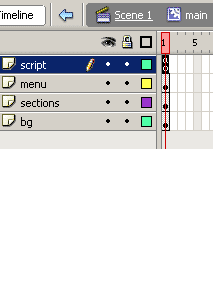 Timeline
Scene 1
main
1
5
script
menu
sections
bg